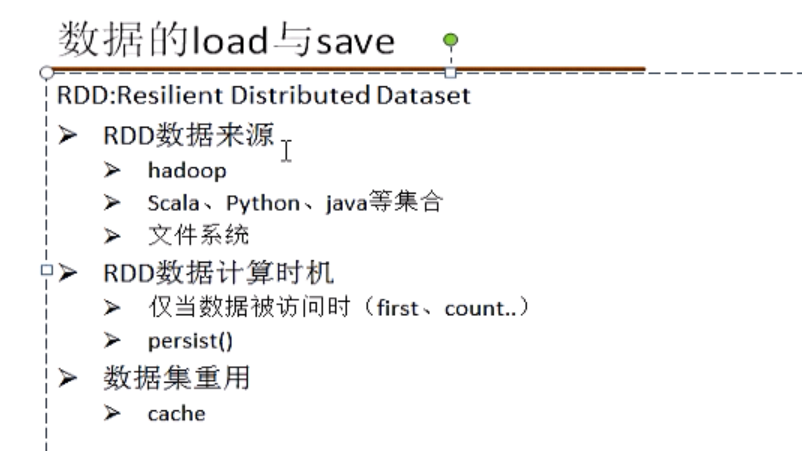 数据的load与save
RDD:Resilient Distributed Dataset
RDD数据来源
hadoop
Scala、Python、java等集合
文件系统
RDD数据计算时机
仅当数据被访问时（first、count..）
persist()
数据集重用
cache